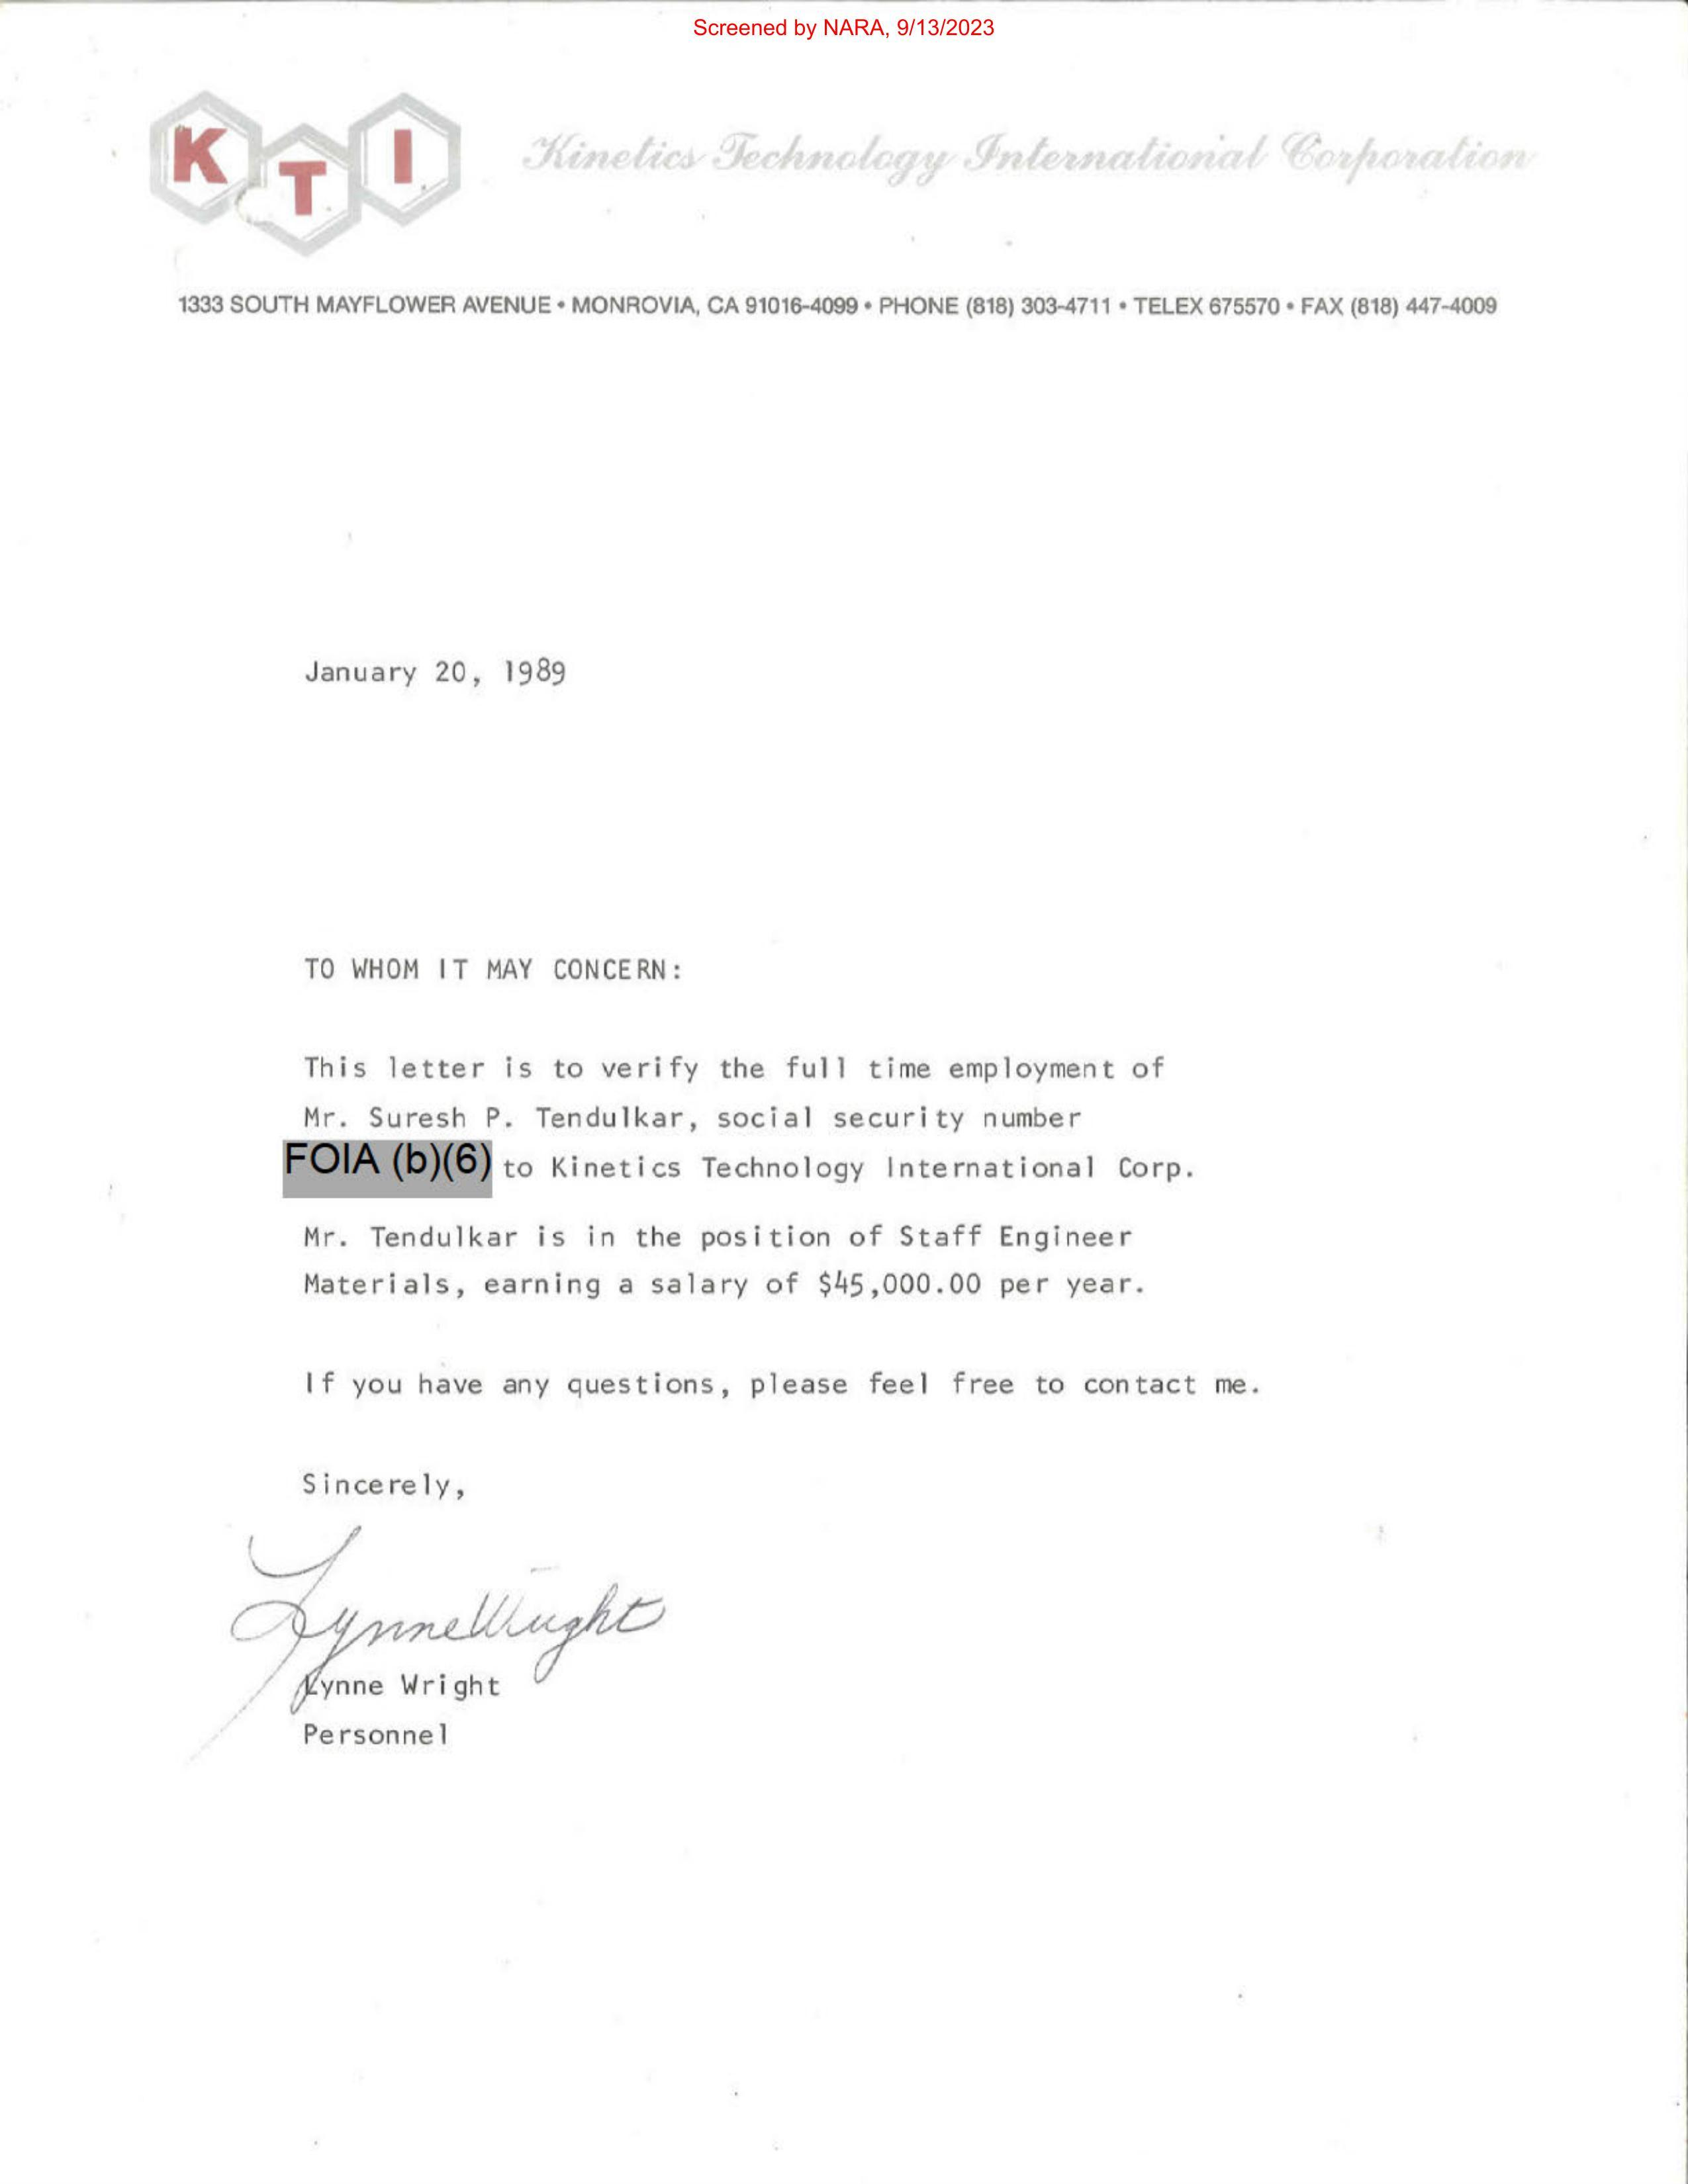 Screened by NARA, 9/13/2023
K T I
Kinetics Technology International Corporation
1333 SOUTH MAYFLOWER AVENUE • MONROVIA, CA 91016-4099 • PHONE (818) 303-4711 • TELEX 675570 • FAX (818) 447-4009
January 20, 1989
TO WHOM IT MAY CONCERN:
This letter is to verify the full time employment of
Mr. Suresh P. Tendulkar, social security number
FOIA (b)(6) to Kinetics Technology International Corp.
Mr. Tendulkar is in the position of Staff Engineer
Materials, earning a salary of $45,000.00 per year.
If you have any questions, please feel free to contact me.
Sincerely,
Lynne Wright
Lynne Wright
Personnel